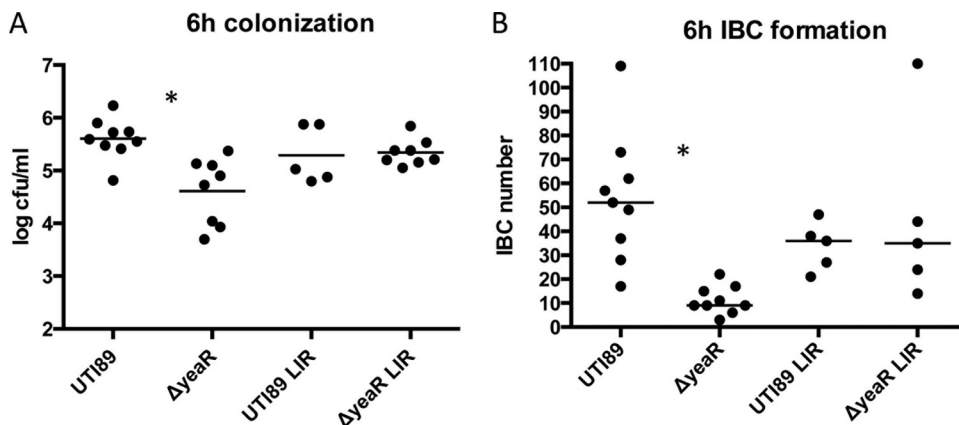 A
6h colonization
7
6
5
4
3
2
log cfu/ml
*
UTI89
ΔyeaR
UTI89 LIR
ΔyeaR LIR
B
6h IBC formation
110
100
90
80
70
60
50
40
30
20
10
0
IBC number
*
UTI89
ΔyeaR
UTI89 LIR
ΔyeaR LIR